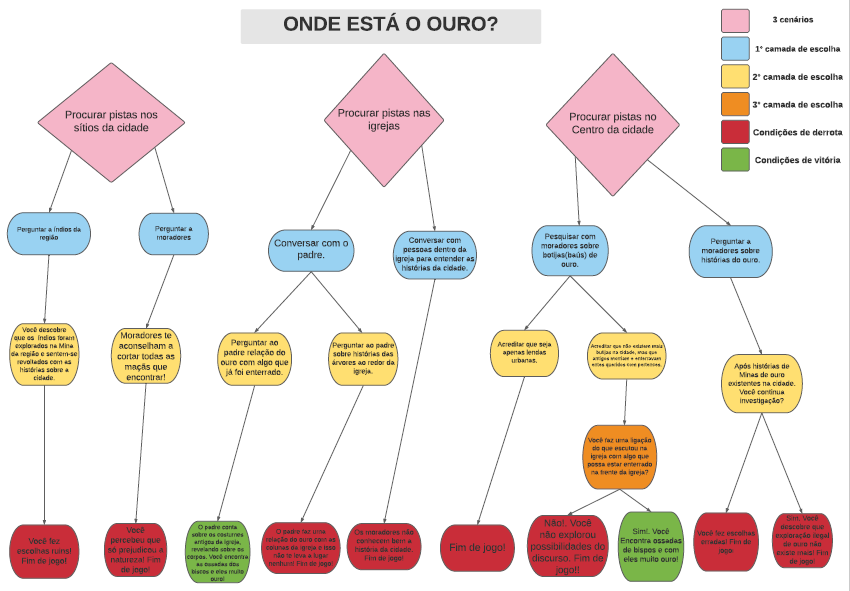 ONDE ESTÁ O OURO?
3 cenários
1ª camada de escolha
2ª camada de escolha
3ª camada de escolha
Condições de derrota
Condições de vitória
Procurar pistas nos
sítios da cidade
Procurar pistas nas
igrejas
Procurar pistas no
Centro da cidade
Perguntar a índios da
região
Perguntar a
moradores
Conversar com o
padre.
Conversar com
pessoas dentro da
igreja para entender as
histórias da cidade.
Pesquisar com
moradores sobre
botijas(baús) de
ouro.
Perguntar a
moradores sobre
histórias do ouro.
Você descobre
que os índios foram
explorados na Mina
da região e sentem-se
revoltados com as
histórias sobre a
cidade.
Moradores te
aconselham a
cortar todas as
maçãs que
encontrar!
Perguntar ao
padre relação do
ouro com algo que
já foi enterrado.
Perguntar ao padre
sobre histórias das
árvores ao redor da
igreja.
Acreditar que seja
apenas lendas
urbanas.
Acreditar que não existem mais
botijas na cidade, mas que
antigos morriam e enterravam
seus queridos com pertences.
Após histórias de
Minas de ouro
existentes na cidade.
Você continua
investigação?
Você faz uma ligação
do que escutou na
igreja com algo que
possa estar enterrado
na frente da igreja?
Você fez
escolhas ruins!
Fim de jogo!
Você
percebeu que
só prejudicou a
natureza! Fim
de jogo!
O padre conta
sobre os costumes
antigos da igreja,
revelando sobre os
corpos. Você encontra
as ossadas dos
bispos e eles muito
ouro!
O padre faz uma
relação do ouro com as
colunas da igreja e isso
não te leva a lugar
nenhum! Fim de jogo!
Os moradores não
conhecem bem a
história da cidade.
Fim de jogo!
Fim de jogo!
Não!. Você
não explorou
possibilidades do
discurso. Fim de
jogo!!
Sim!. Você
Encontra ossadas
de bispos e com
eles muito ouro!
Você fez escolhas
erradas! Fim de
jogo
Sim, Você
descobre que
exploração ilegal
de ouro não
existe mais! Fim
de jogo!